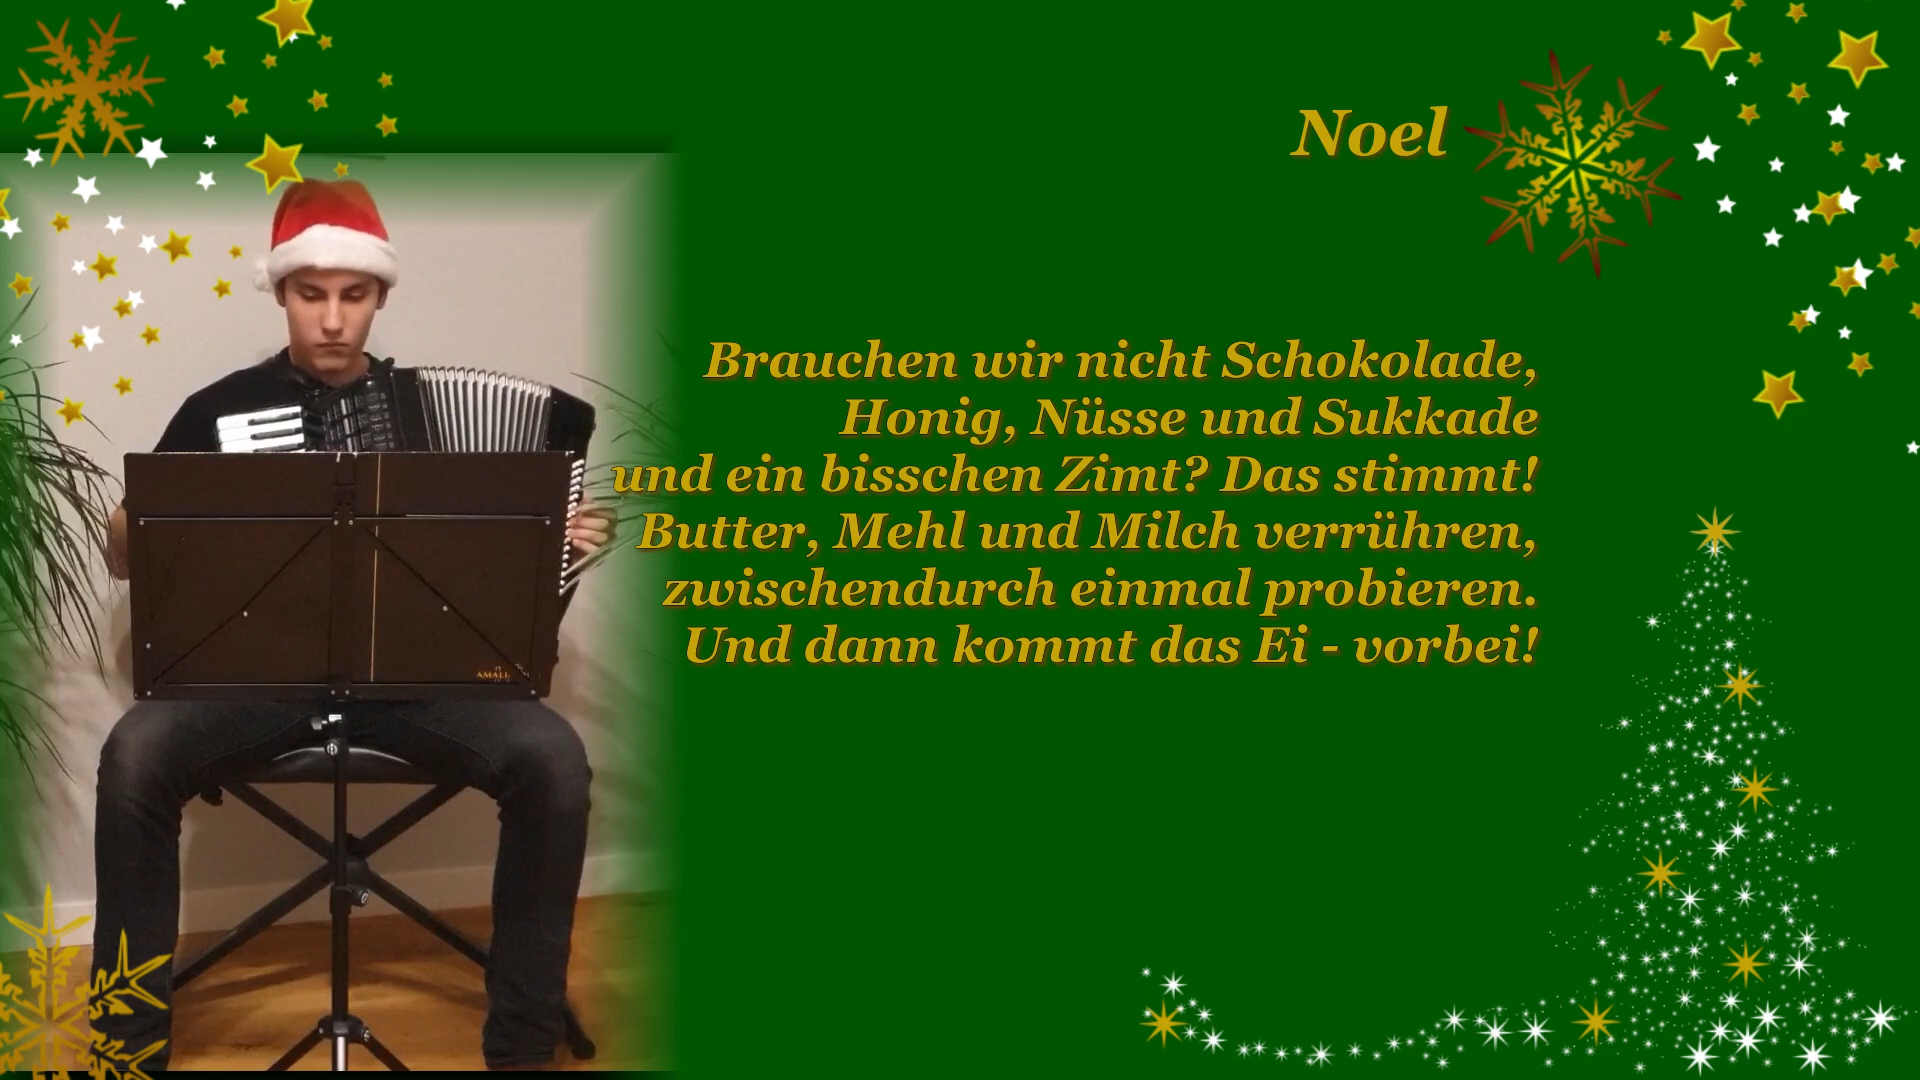 Noel
Brauchen wir nicht Schokolade,
Honig, Nüsse und Sukkade
und ein bisschen Zimt? Das stimmt!
Butter, Mehl und Milch verrühren,
zwischendurch einmal probieren.
Und dann kommt das Ei - vorbei!